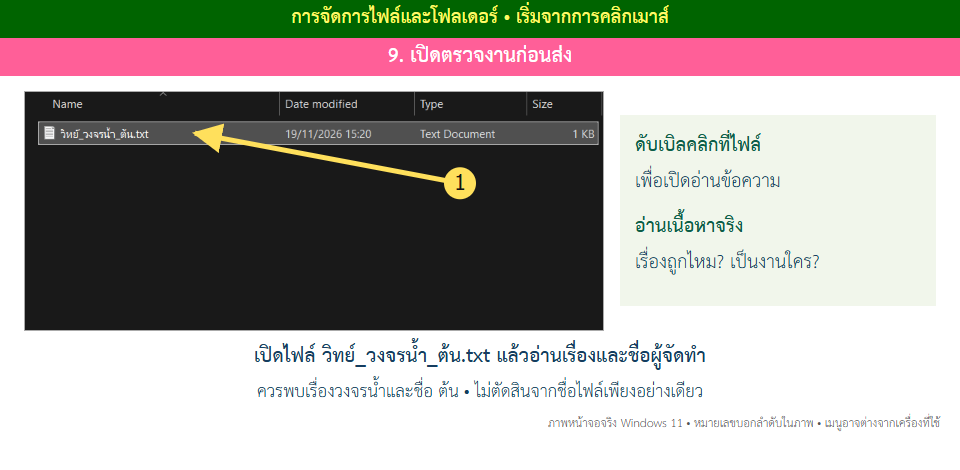 การจัดการไฟล์และโฟลเดอร์ • เริ่มจากการคลิกเมาส์
9. เปิดตรวจงานก่อนส่ง
Name Date modified Type Size
วิทย์_วงจรน้ำ_ต้น.txt 19/11/2026 15:20 Text Document 1 KB
1
ดับเบิลคลิกที่ไฟล์
เพื่อเปิดอ่านข้อความ
อ่านเนื้อหาจริง
เรื่องถูกไหม? เป็นงานใคร?
เปิดไฟล์ วิทย์_วงจรน้ำ_ต้น.txt แล้วอ่านเรื่องและชื่อผู้จัดทำ
ควรพบเรื่องวงจรน้ำและชื่อ ต้น • ไม่ตัดสินจากชื่อไฟล์เพียงอย่างเดียว
ภาพหน้าจอจริง Windows 11 • หมายเลขบอกลำดับในภาพ • เมนูอาจต่างจากเครื่องที่ใช้